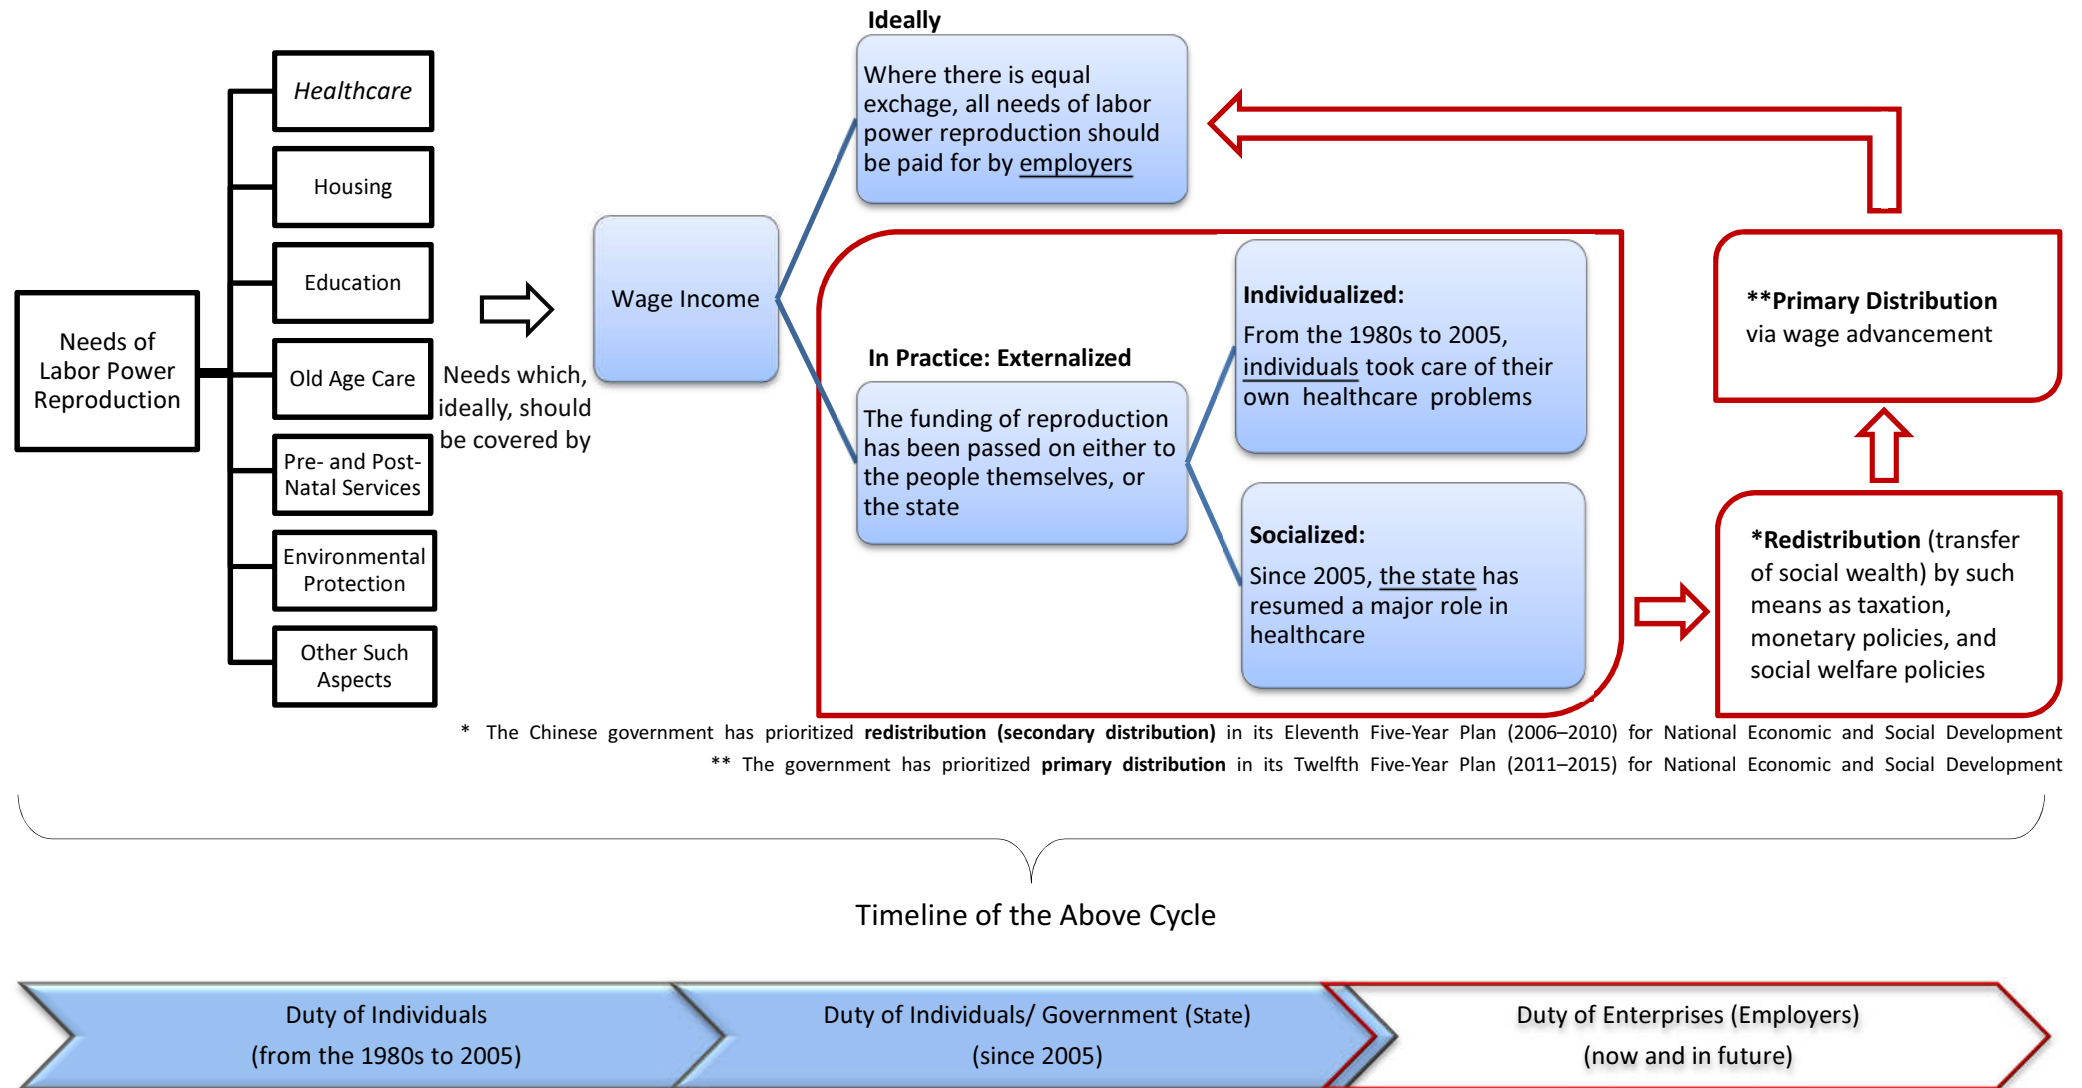 Needs of
Labor Power
Reproduction
Healthcare
Housing
Education
Old Age Care
Pre- and Post-
Natal Services
Environmental
Protection
Other Such
Aspects
Needs which,
ideally, should
be covered by
Wage Income
Ideally
Where there is equal
exchage, all needs of labor
power reproduction should
be paid for by employers
In Practice: Externalized
The funding of reproduction
has been passed on either to
the people themselves, or
the state
Individualized:
From the 1980s to 2005,
individuals took care of their
own healthcare problems
Socialized:
Since 2005, the state has
resumed a major role in
healthcare
*Redistribution (transfer
of social wealth) by such
means as taxation,
monetary policies, and
social welfare policies
**Primary Distribution
via wage advancement
* The Chinese government has prioritized redistribution (secondary distribution) in its Eleventh Five-Year Plan (2006–2010) for National Economic and Social Development
** The government has prioritized primary distribution in its Twelfth Five-Year Plan (2011–2015) for National Economic and Social Development
Timeline of the Above Cycle
Duty of Individuals
(from the 1980s to 2005)
Duty of Individuals/ Government (State)
(since 2005)
Duty of Enterprises (Employers)
(now and in future)